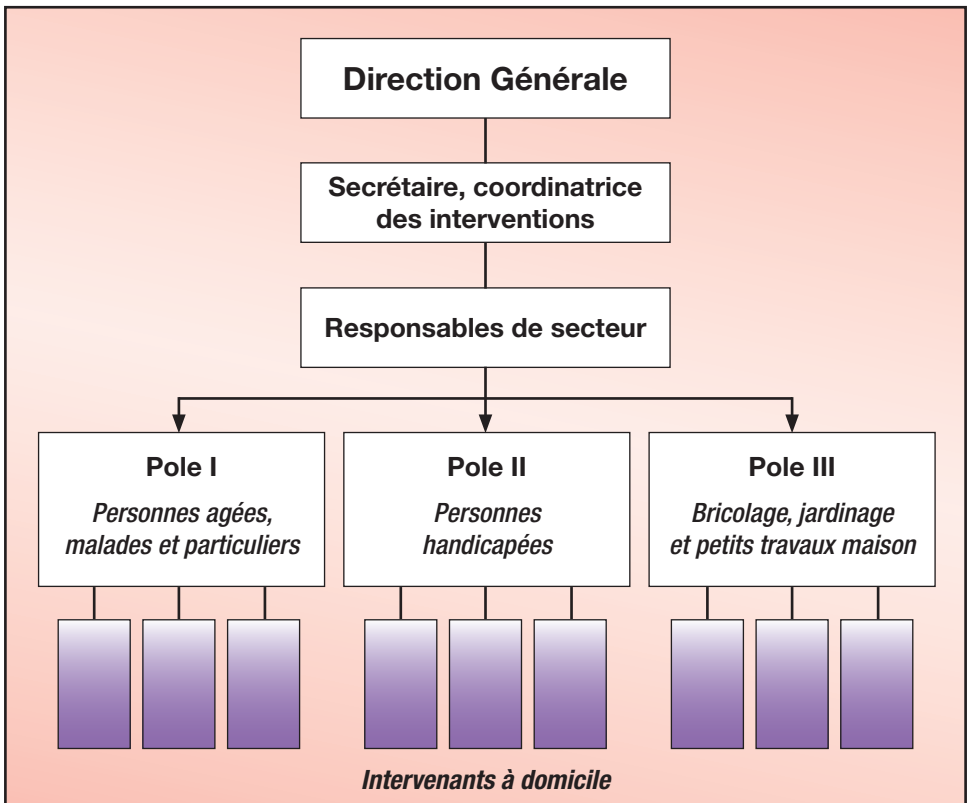 Direction Générale
Secrétaire, coordinatrice
des interventions
Responsables de secteur
Pole I
Personnes agées,
malades et particuliers
Pole II
Personnes
handicapées
Pole III
Bricolage, jardinage
et petits travaux maison
Intervenants à domicile